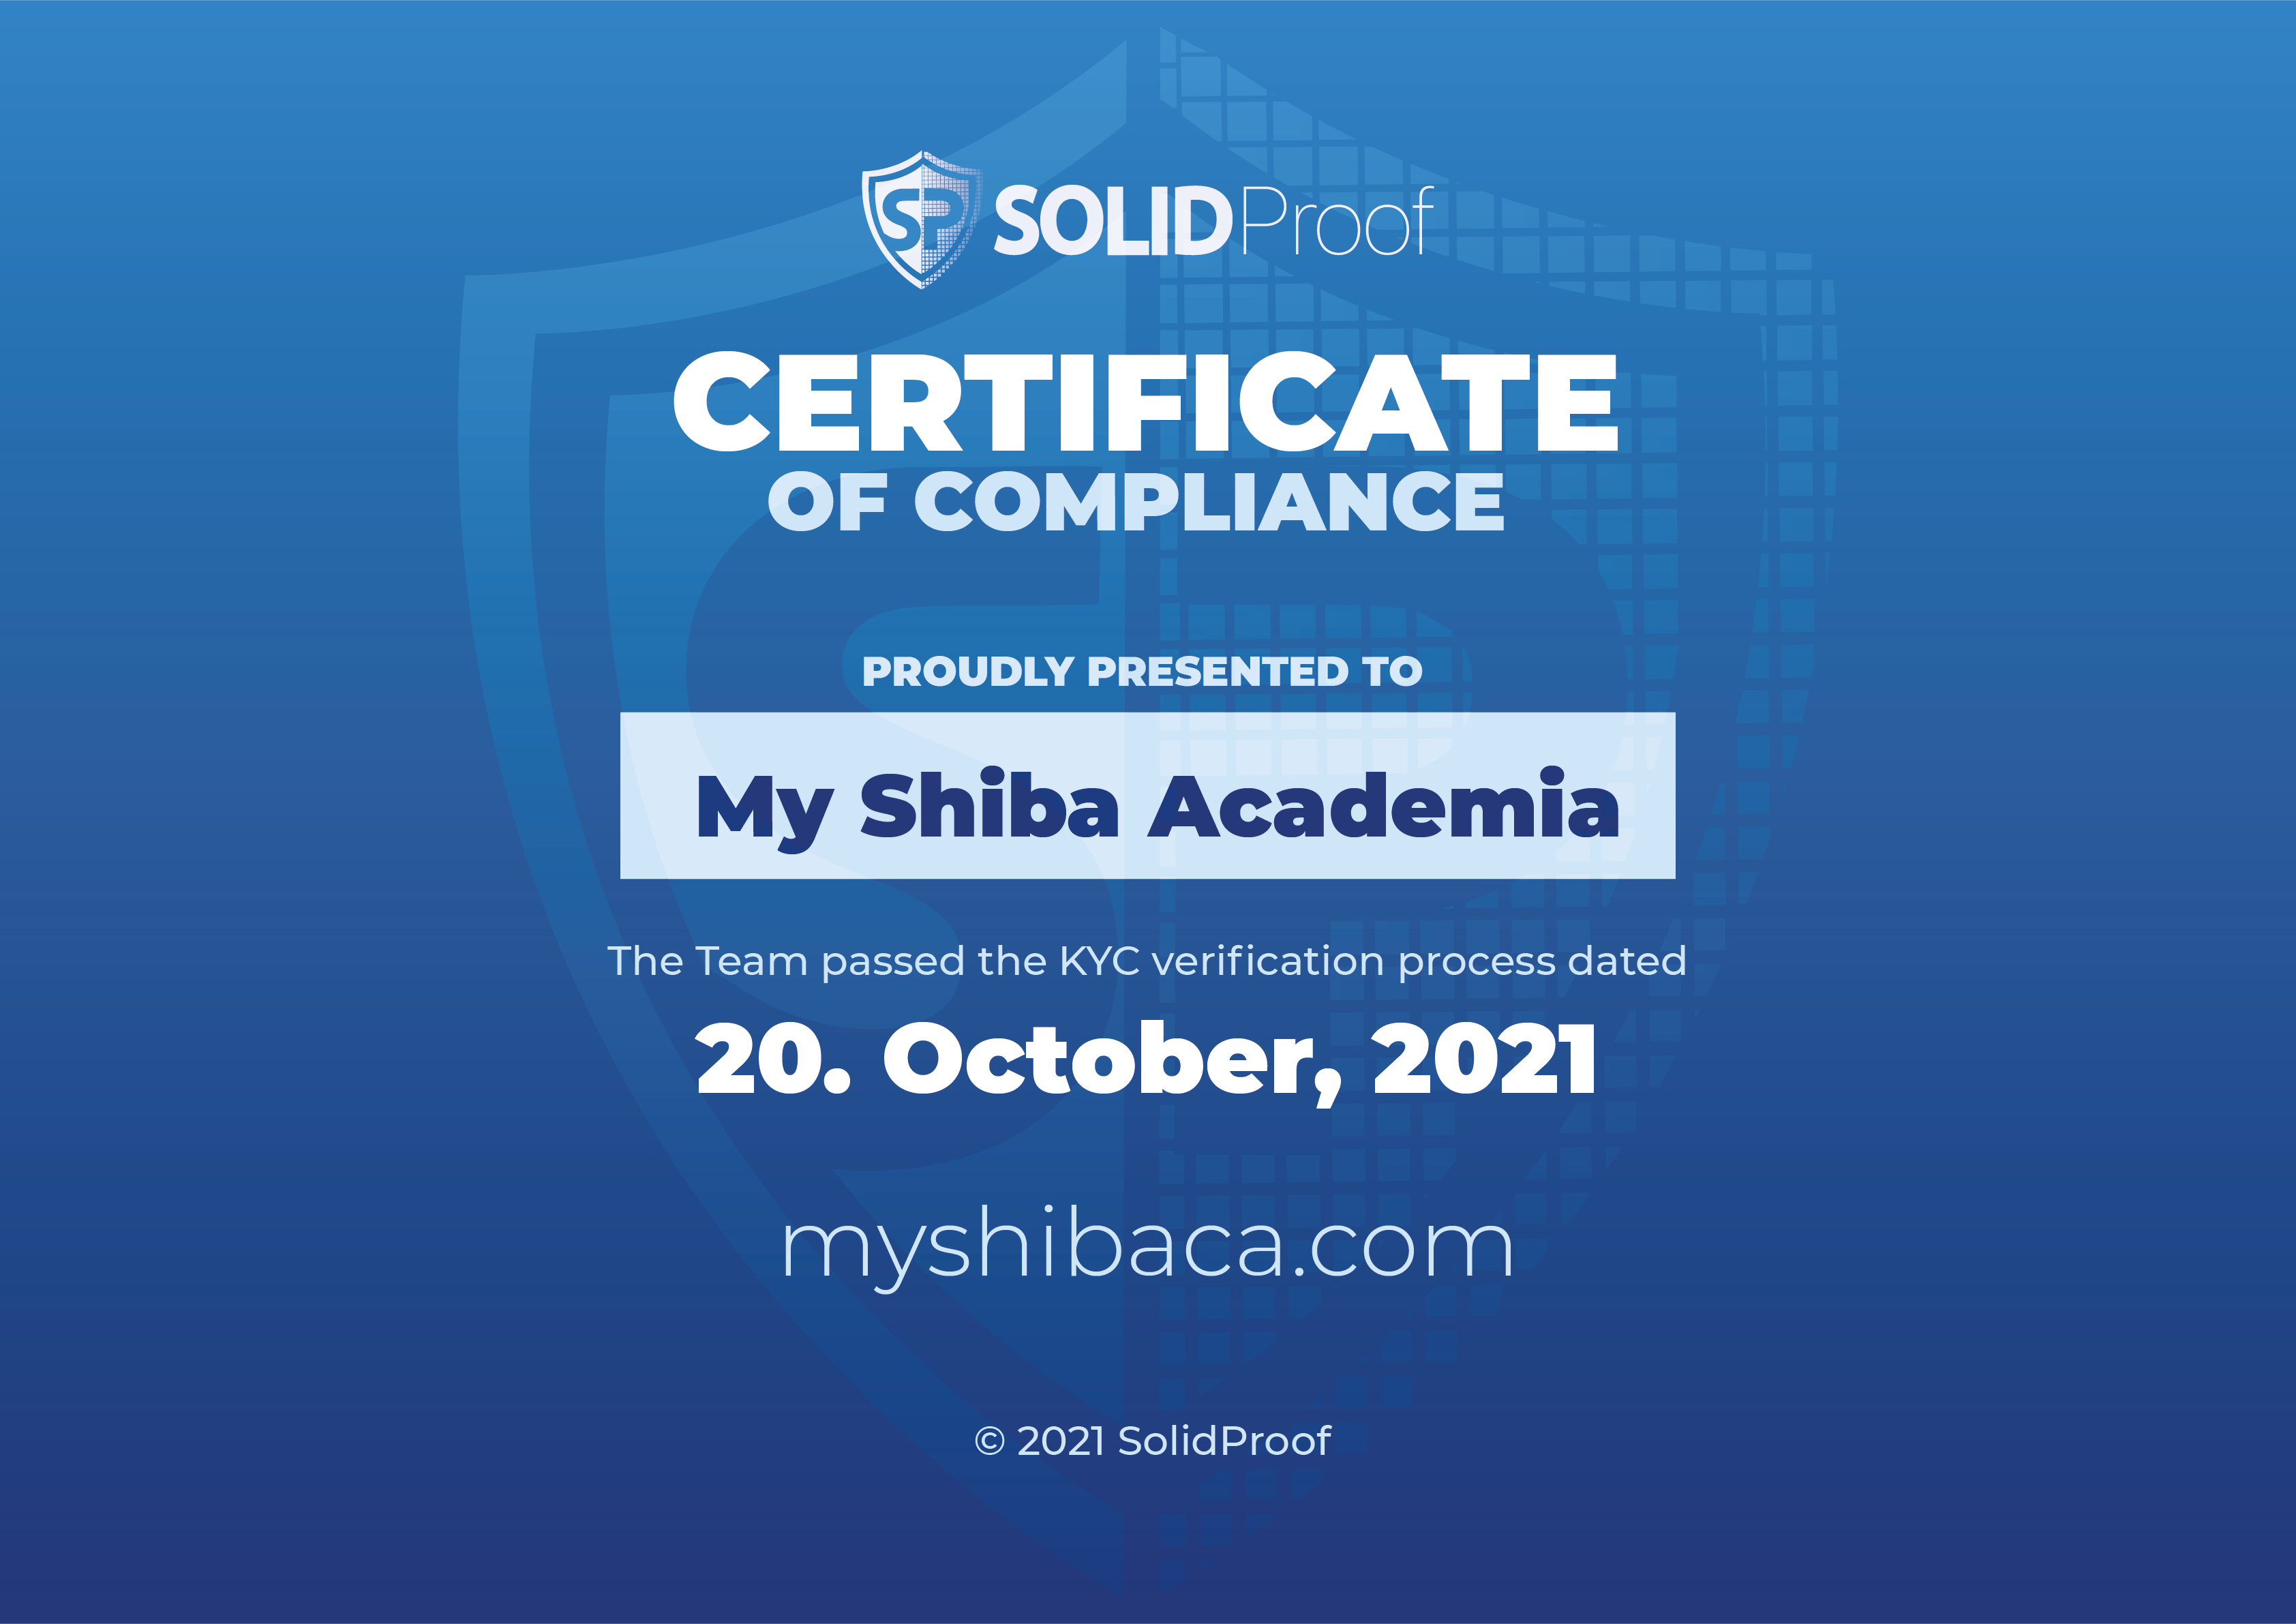 SP SOLIDProof
CERTIFICATE
OF COMPLIANCE
PROUDLY PRESENTED TO
My Shiba Academia
The Team passed the KYC verification process dated
20. October, 2021
myshibaca.com
© 2021 SolidProof